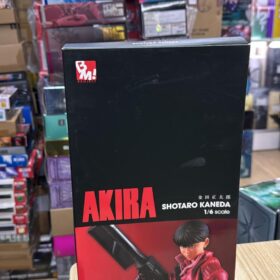 BM!
金田正太郎
AKIRA SHOTARO KANEDA
1/6 scale